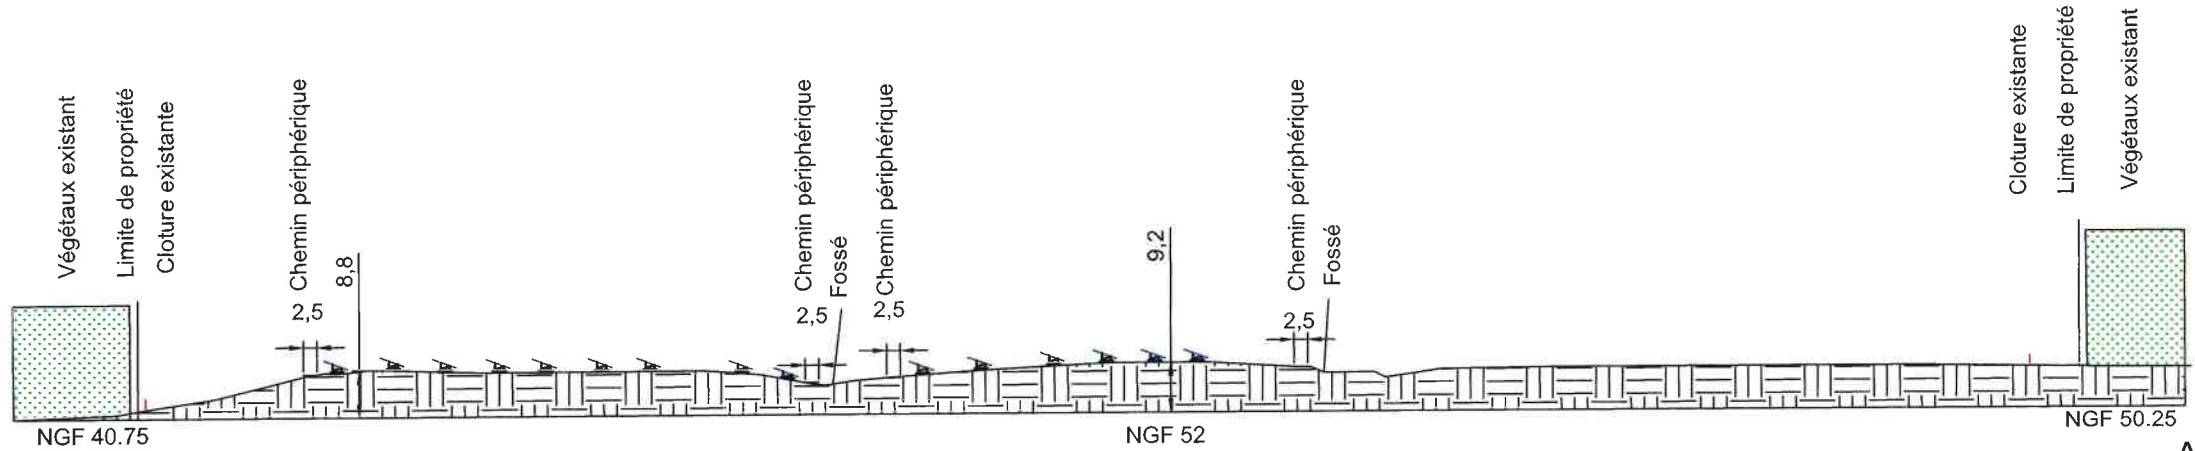 Végétaux existant
Limite de propriété
Cloture existante
Chemin périphérique
2,5
8,8
Chemin périphérique
2,5
Fossé
Chemin périphérique
2,5
9,2
Chemin périphérique
2,5
Fossé
Cloture existante
Limite de propriété
Végétaux existant
NGF 40.75
NGF 52
NGF 50.25